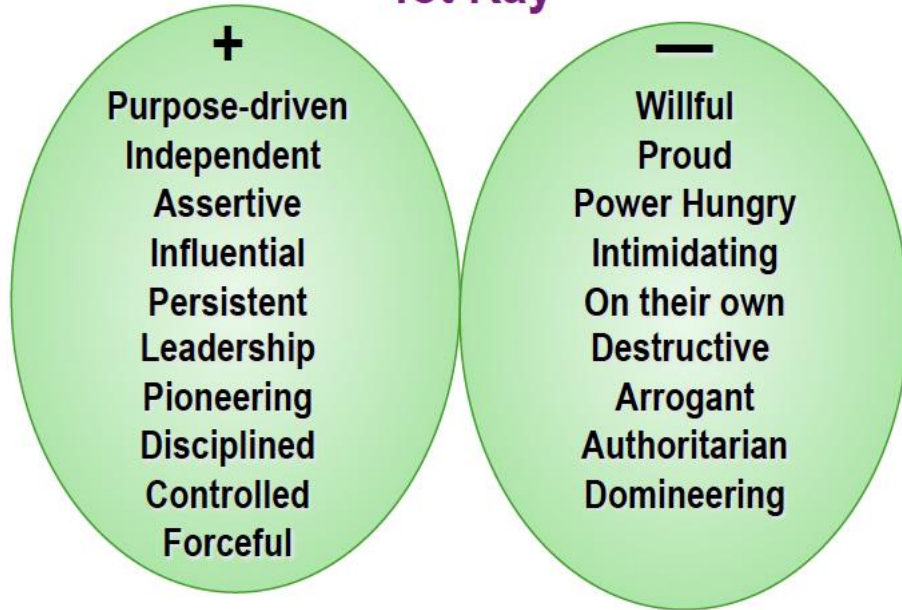 1st Ray
+
Purpose-driven
Independent
Assertive
Influential
Persistent
Leadership
Pioneering
Disciplined
Controlled
Forceful
—
Willful
Proud
Power Hungry
Intimidating
On their own
Destructive
Arrogant
Authoritarian
Domineering